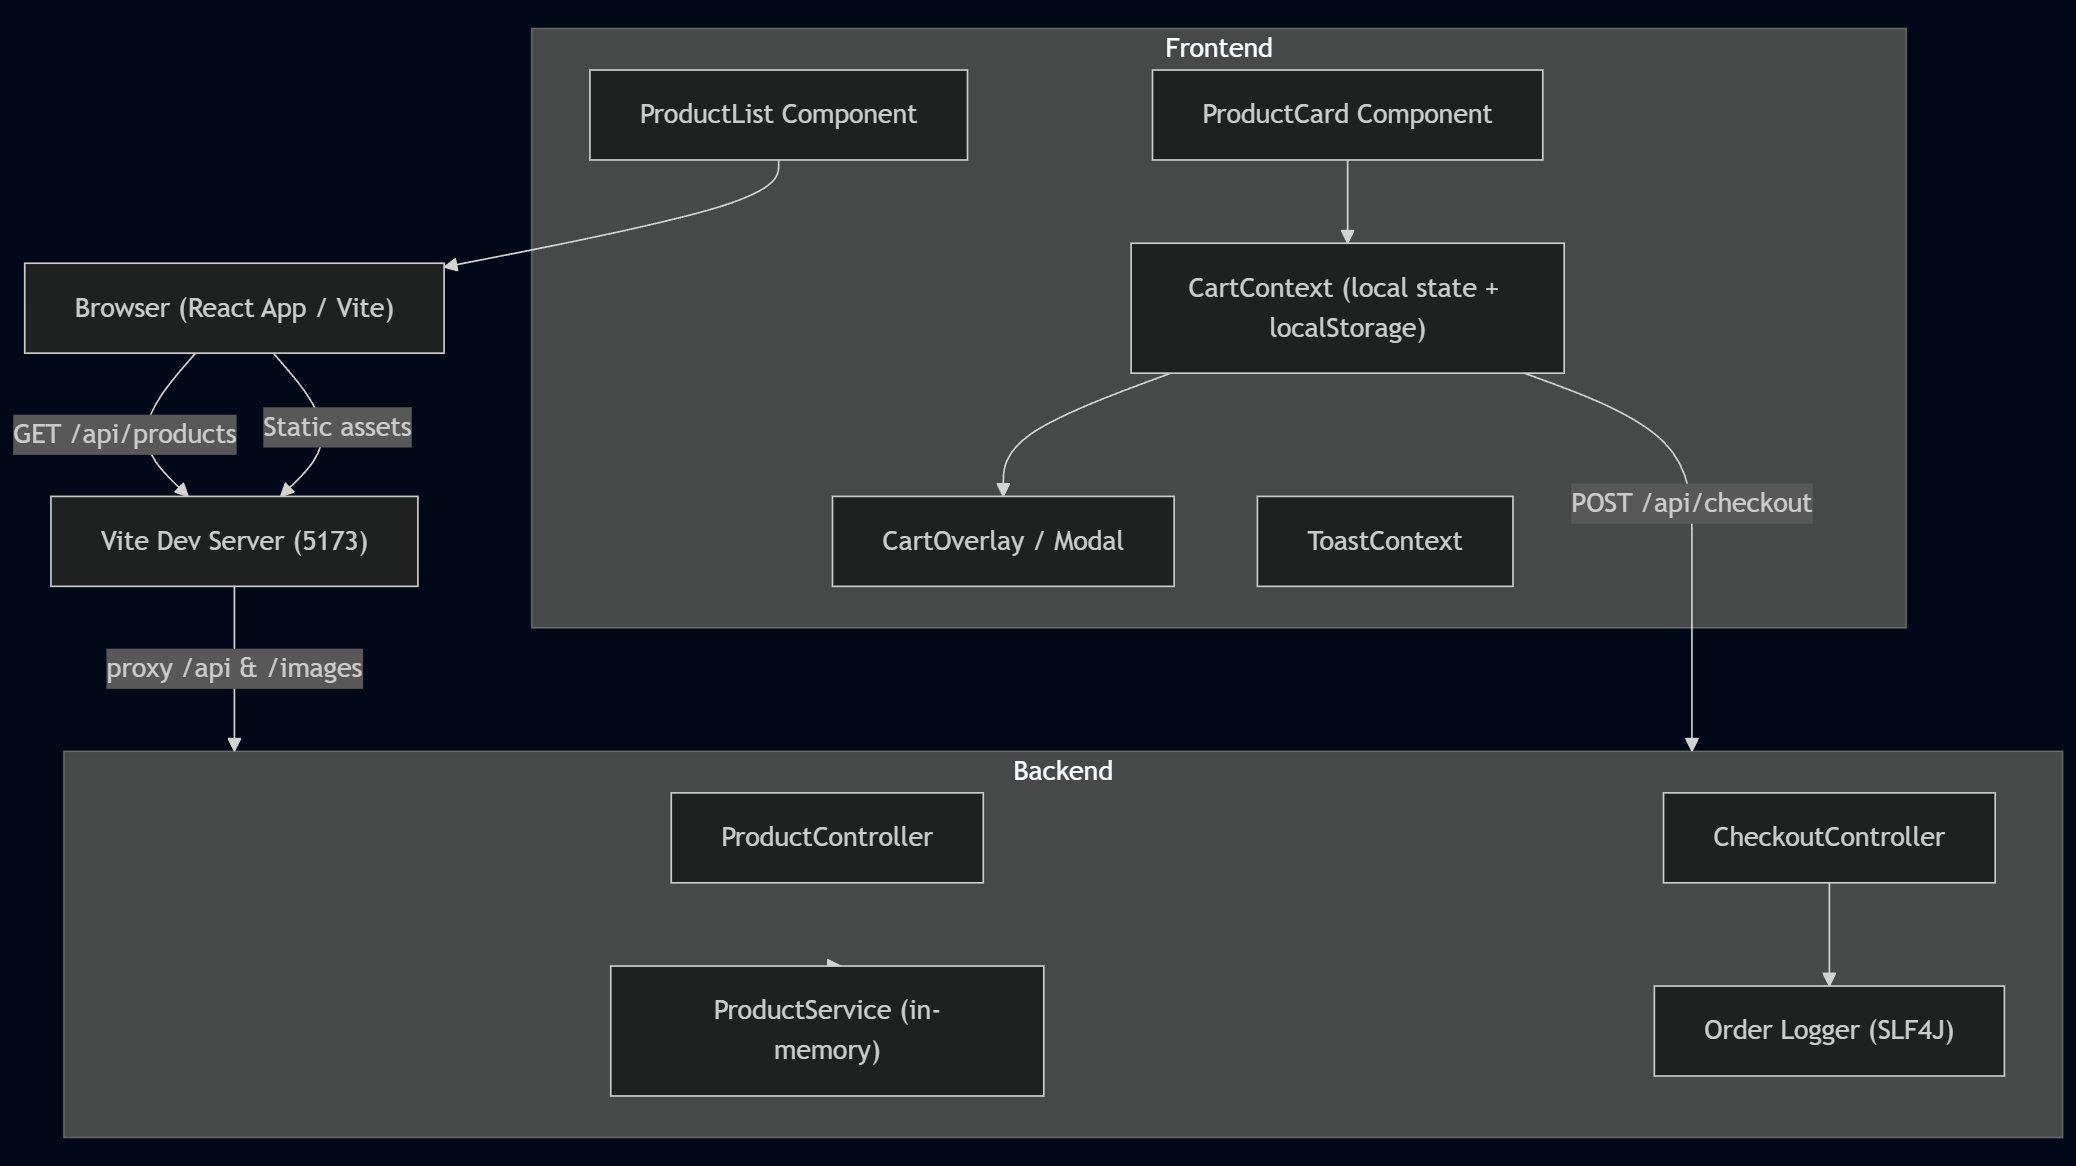 Frontend
ProductList Component
ProductCard Component
Browser (React App / Vite)
CartContext (local state +
localStorage)
GET /api/products
Static assets
POST /api/checkout
Vite Dev Server (5173)
CartOverlay / Modal
ToastContext
proxy /api & /images
Backend
ProductController
CheckoutController
ProductService (in-
memory)
Order Logger (SLF4J)